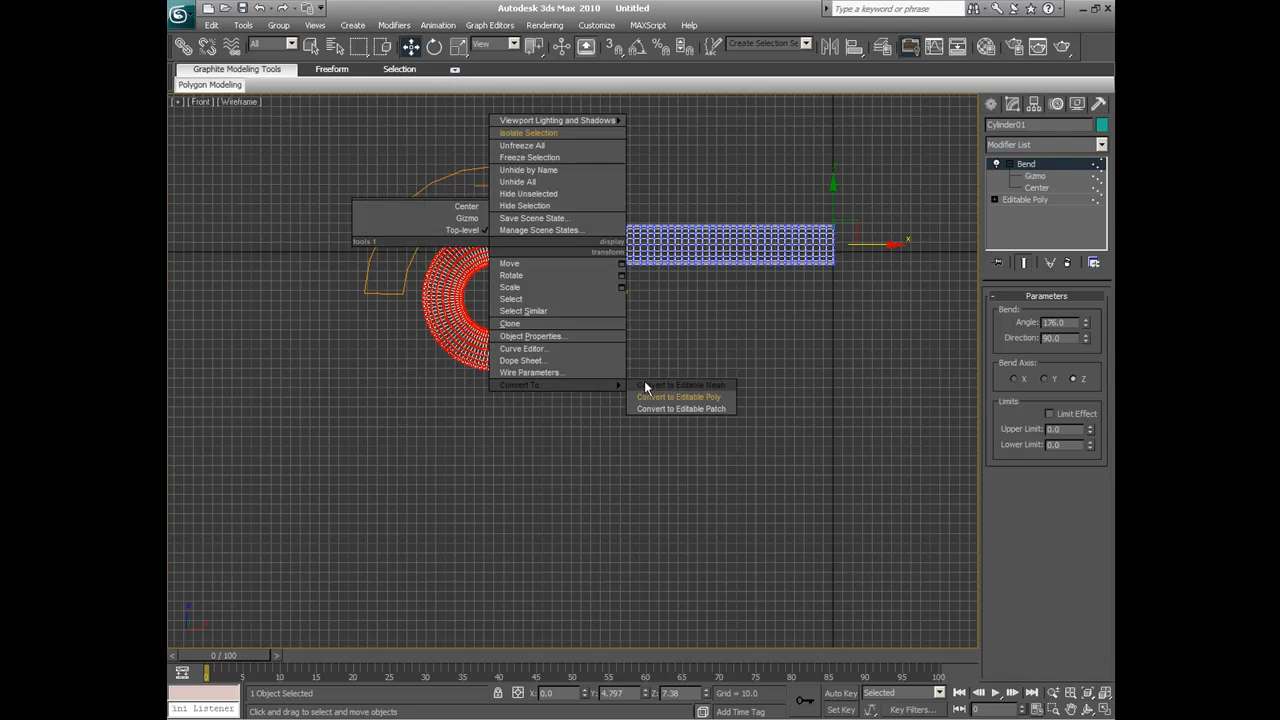 Autodesk 3ds Max 2010 Untitled
Type a keyword or phrase
Edit Tools Group Views Create Modifiers Animation Graph Editors Rendering Customize MAXScript Help
All View Create Selection Se
Graphite Modeling Tools Freeform Selection
Polygon Modeling
[ + ] [ Front ] [ Wireframe ]
Viewport Lighting and Shadows
Isolate Selection
Unfreeze All
Freeze Selection
Unhide by Name
Unhide All
Hide Unselected
Hide Selection
Save Scene State...
Manage Scene States...
display
transform
Center
Gizmo
Top-level
tools 1
Move
Rotate
Scale
Select
Select Similar
Clone
Object Properties...
Curve Editor...
Dope Sheet...
Wire Parameters...
Convert To:
Convert to Editable Mesh
Convert to Editable Poly
Convert to Editable Patch
x
Cylinder01
Modifier List
Bend
Gizmo
Center
Editable Poly
- Parameters
Bend:
Angle: 176.0
Direction: 90.0
Bend Axis:
X Y Z
Limits
Limit Effect
Upper Limit: 0.0
Lower Limit: 0.0
< 0 / 100 >
0 5 10 15 20 25 30 35 40 45 50 55 60 65 70 75 80 85 90 95 100
1 Object Selected X: 0.0 Y: 4.797 Z: 7.38 Grid = 10.0 Auto Key Selected
ini Listener Click and drag to select and move objects Add Time Tag Set Key Key Filters... 0